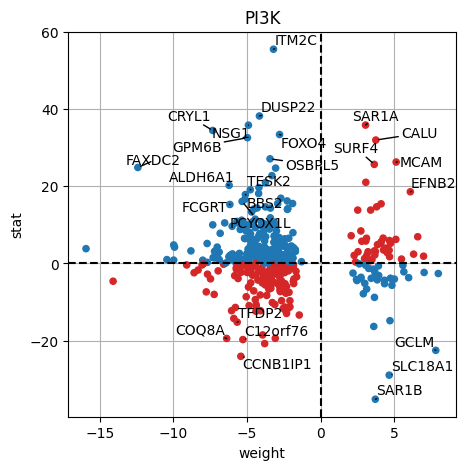 PI3K
60
ITM2C
40
DUSP22
CRYL1
SAR1A
NSG1
CALU
GPM6B
FOXO4
SURF4
FAXDC2
OSBPL5
MCAM
20
ALDH6A1
TESK2
EFNB2
FCGRT
BBS2
PCYOX1L
stat
0
TFDP2
COQ8A
C12orf76
−20
GCLM
CCNB1IP1
SLC18A1
SAR1B
−15
−10
−5
0
5
weight